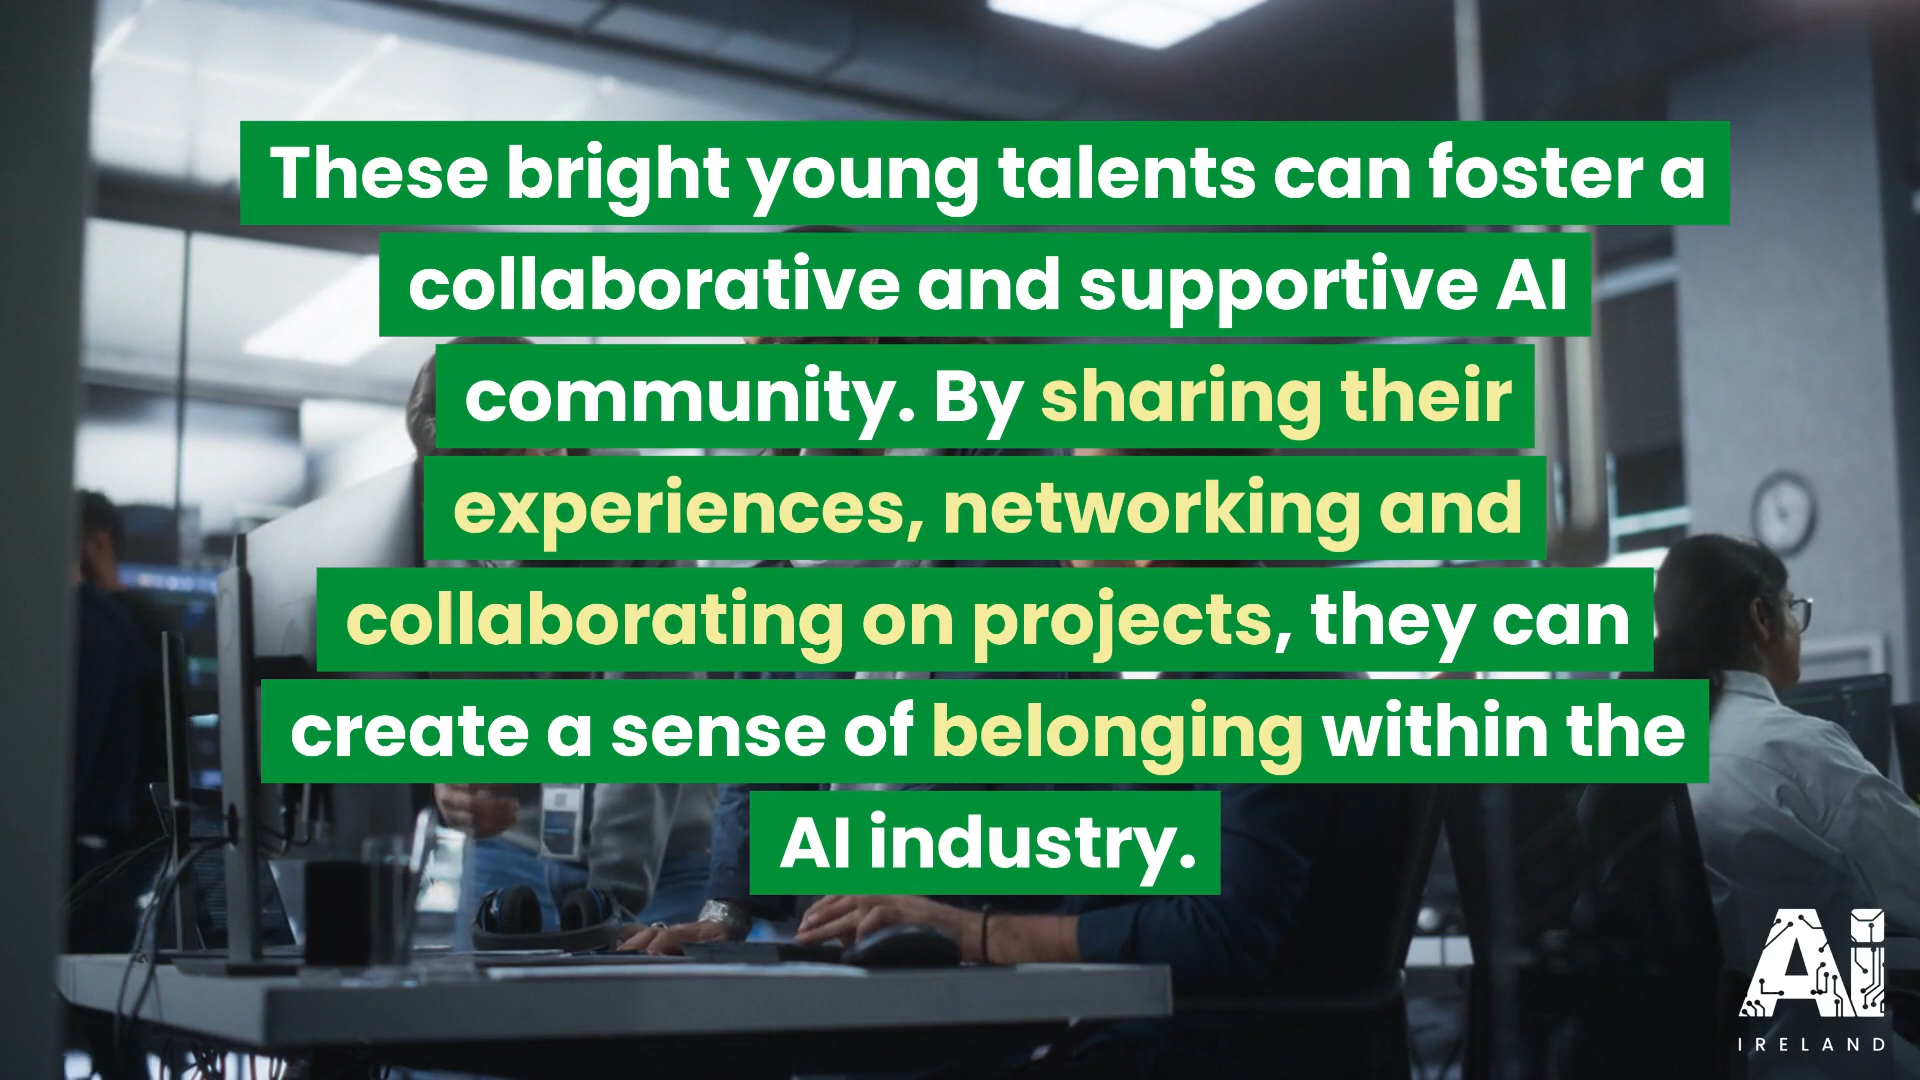 These bright young talents can foster a
collaborative and supportive AI
community. By sharing their
experiences, networking and
collaborating on projects, they can
create a sense of belonging within the
AI industry.
Ai
IRELAND